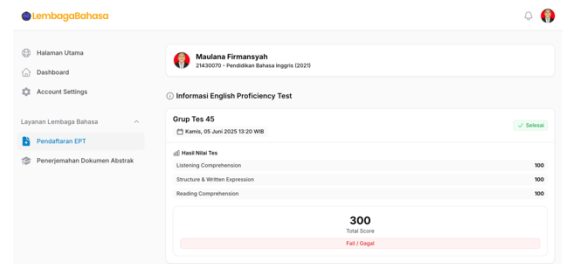 LembagaBahasa
Halaman Utama
Dashboard
Account Settings
Layanan Lembaga Bahasa
Pendaftaran EPT
Penerjemahan Dokumen Abstrak
Maulana Firmansyah
21430070 - Pendidikan Bahasa Inggris (2021)
Informasi English Proficiency Test
Grup Tes 45
Kamis, 05 Juni 2025 13:20 WIB
Selesai
Hasil Nilai Tes
Listening Comprehension 100
Structure & Written Expression 100
Reading Comprehension 100
300
Total Score
Fail / Gagal